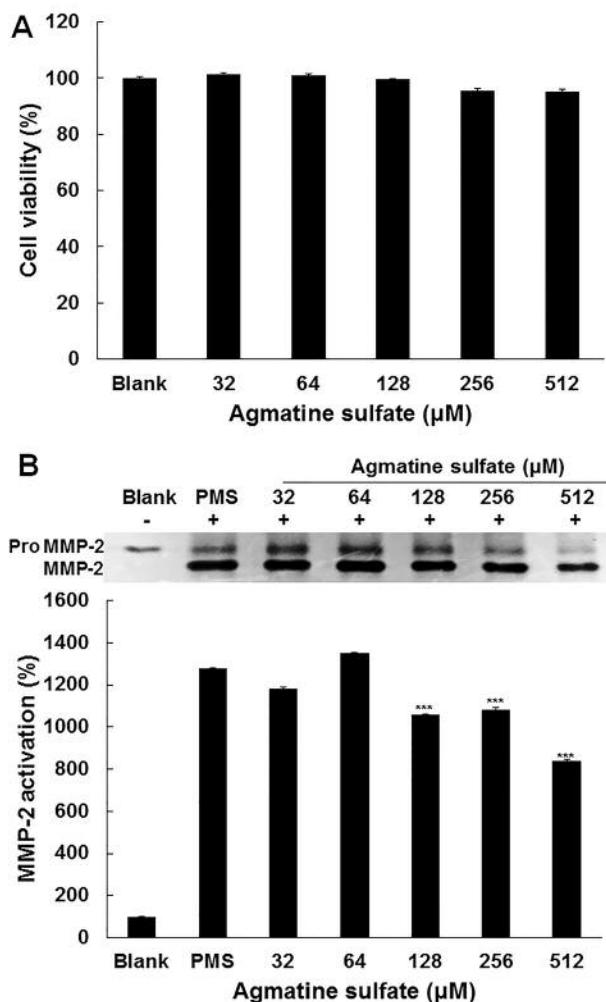 A
Cell viability (%)
120
100
80
60
40
20
0
Blank 32 64 128 256 512
Agmatine sulfate (μM)
B
Agmatine sulfate (μM)
Blank PMS 32 64 128 256 512
- + + + + + +
Pro MMP-2
MMP-2
MMP-2 activation (%)
1600
1400
1200
1000
800
600
400
200
0
*** *** ***
Blank PMS 32 64 128 256 512
Agmatine sulfate (μM)